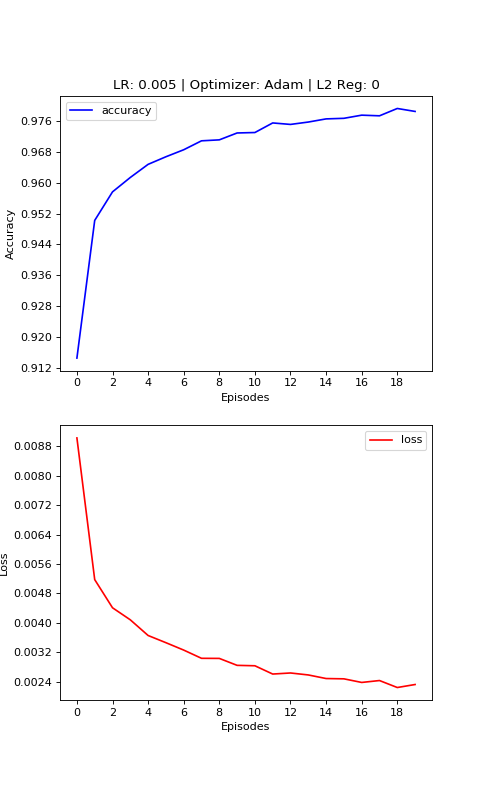 LR: 0.005 | Optimizer: Adam | L2 Reg: 0
accuracy
0.976
0.968
0.960
0.952
0.944
0.936
0.928
0.920
0.912
Accuracy
0 2 4 6 8 10 12 14 16 18
Episodes
loss
0.0088
0.0080
0.0072
0.0064
0.0056
0.0048
0.0040
0.0032
0.0024
Loss
0 2 4 6 8 10 12 14 16 18
Episodes